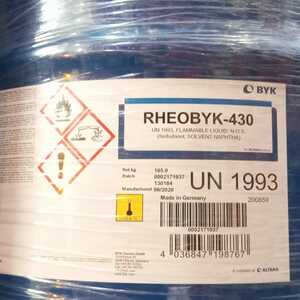 BYK
RHEOBYK-430
UN 1993, FLAMMABLE LIQUID, N.O.S.
(Isobutanol, SOLVENT NAPHTHA)
Net kg 185.0
Batch 0002171937
130184
Manufactured 06/2020
UN 1993
Made in Germany
200859
0002171937
4 036847 198767
ALTANA